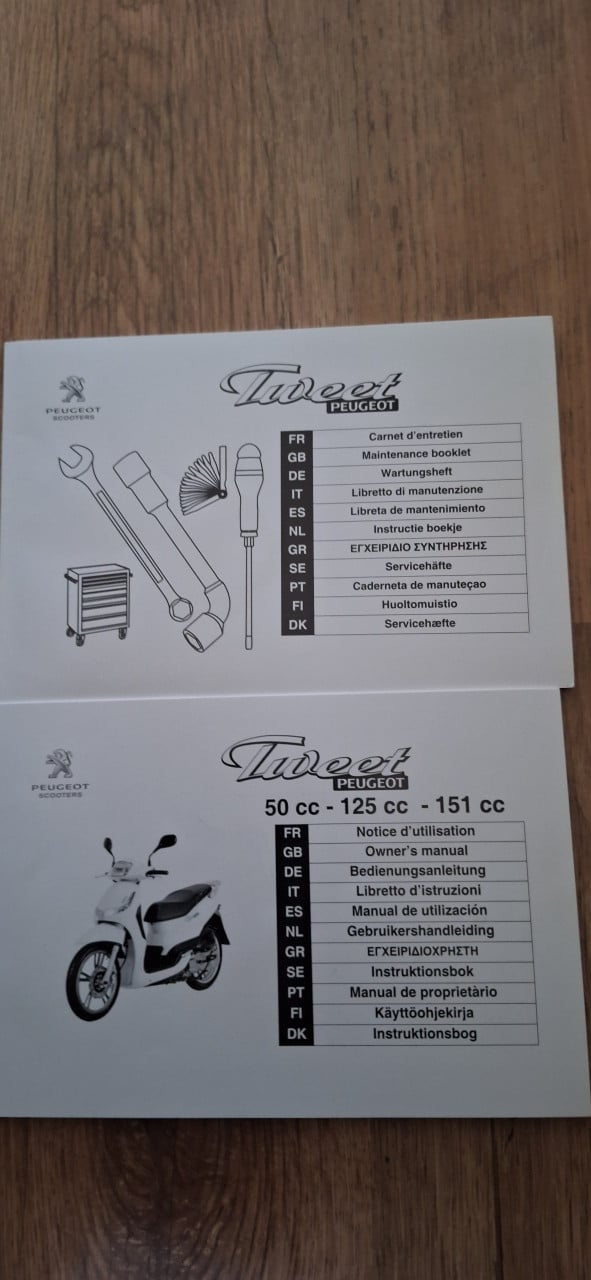 PEUGEOT
SCOOTERS
Tweet
PEUGEOT
FR Carnet d'entretien
GB Maintenance booklet
DE Wartungsheft
IT Libretto di manutenzione
ES Libreta de mantenimiento
NL Instructie boekje
GR ΕΓΧΕΙΡΙΔΙΟ ΣΥΝΤΗΡΗΣΗΣ
SE Servicehäfte
PT Caderneta de manuteçao
FI Huoltomuistio
DK Servicehæfte
PEUGEOT
SCOOTERS
Tweet
PEUGEOT
50 cc - 125 cc - 151 cc
FR Notice d'utilisation
GB Owner's manual
DE Bedienungsanleitung
IT Libretto d'istruzioni
ES Manual de utilización
NL Gebruikershandleiding
GR ΕΓΧΕΙΡΙΔΙΟΧΡΗΣΤΗ
SE Instruktionsbok
PT Manual de proprietàrio
FI Käyttöohjekirja
DK Instruktionsbog